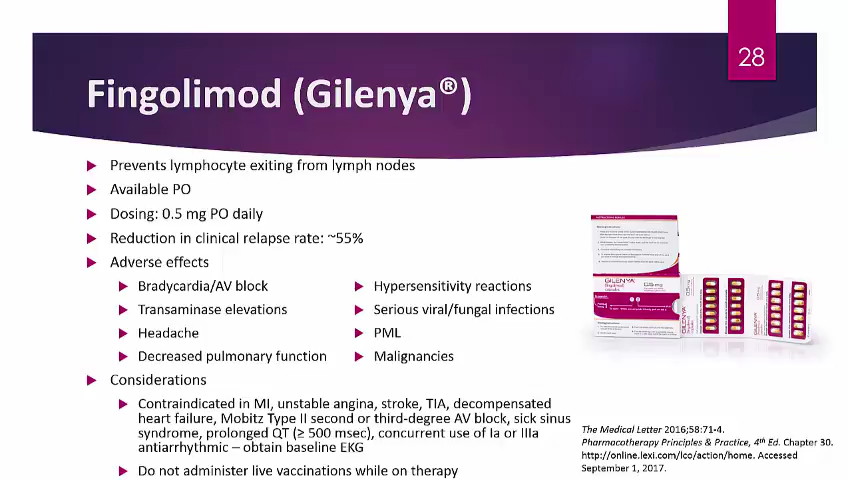 28
Fingolimod (Gilenya®)
Prevents lymphocyte exiting from lymph nodes
Available PO
Dosing: 0.5 mg PO daily
Reduction in clinical relapse rate: ~55%
Adverse effects
Bradycardia/AV block
Transaminase elevations
Headache
Decreased pulmonary function
Hypersensitivity reactions
Serious viral/fungal infections
PML
Malignancies
Considerations
Contraindicated in MI, unstable angina, stroke, TIA, decompensated
heart failure, Mobitz Type II second or third-degree AV block, sick sinus
syndrome, prolonged QT (≥ 500 msec), concurrent use of Ia or IIIa
antiarrhythmic – obtain baseline EKG
Do not administer live vaccinations while on therapy
GILENYA
GILENYA
The Medical Letter 2016;58:71-4.
Pharmacotherapy Principles & Practice, 4th Ed. Chapter 30.
http://online.lexi.com/lco/action/home. Accessed
September 1, 2017.